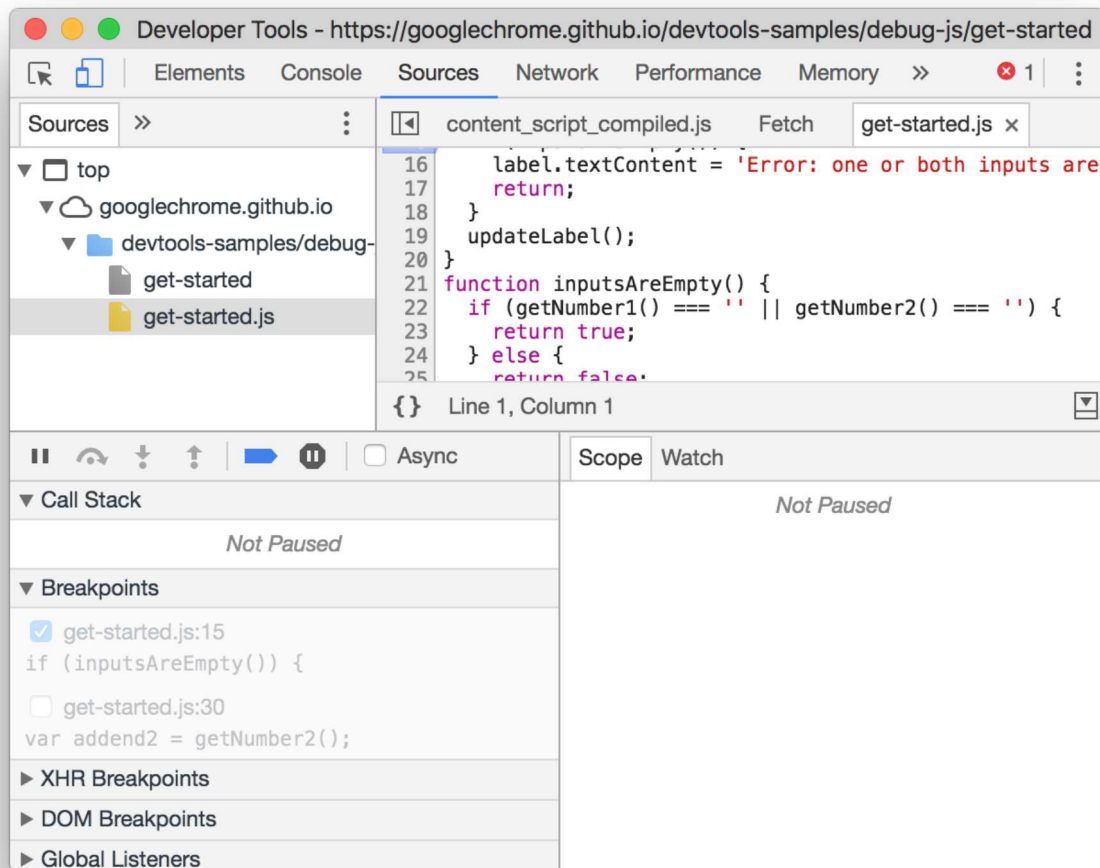 Developer Tools - https://googlechrome.github.io/devtools-samples/debug-js/get-started
Elements Console Sources Network Performance Memory » 1
Sources »
content_script_compiled.js Fetch get-started.js ×
top
googlechrome.github.io
devtools-samples/debug-
get-started
get-started.js
16 label.textContent = 'Error: one or both inputs are
17 return;
18 }
19 updateLabel();
20 }
21 function inputsAreEmpty() {
22 if (getNumber1() === '' || getNumber2() === '') {
23 return true;
24 } else {
25 return false;
{} Line 1, Column 1
Async
Call Stack
Not Paused
Breakpoints
get-started.js:15
if (inputsAreEmpty()) {
get-started.js:30
var addend2 = getNumber2();
XHR Breakpoints
DOM Breakpoints
Global Listeners
Scope Watch
Not Paused